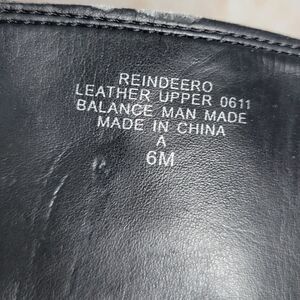 REINDEERO
LEATHER UPPER 0611
BALANCE MAN MADE
MADE IN CHINA
A
6M